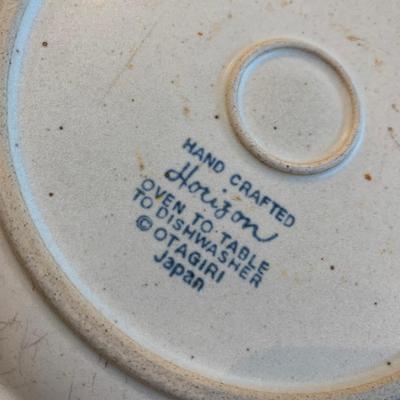 HAND CRAFTED
Horizon
OVEN TO TABLE
TO DISHWASHER
©OTAGIRI
Japan